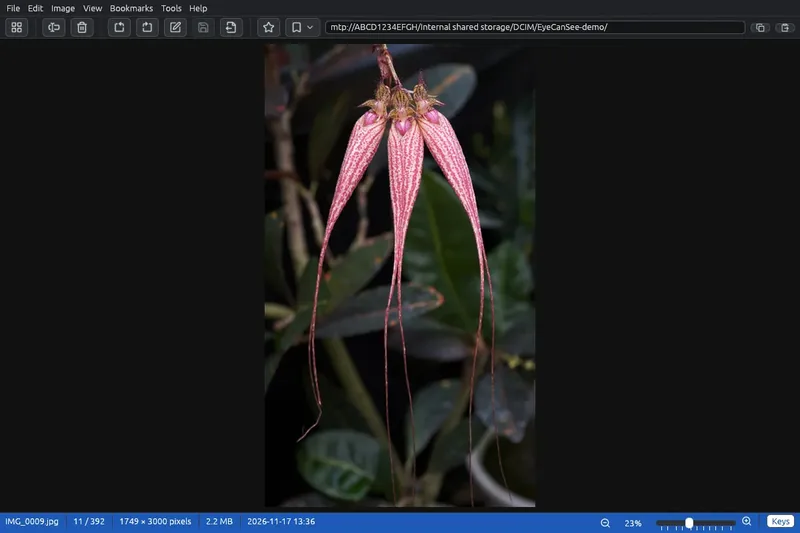 File Edit Image View Bookmarks Tools Help
mtp://ABCD1234EFGH/Internal shared storage/DCIM/EyeCanSee-demo/
IMG_0009.jpg 11 / 392 1749 × 3000 pixels 2.2 MB 2026-11-17 13:36 23% Keys